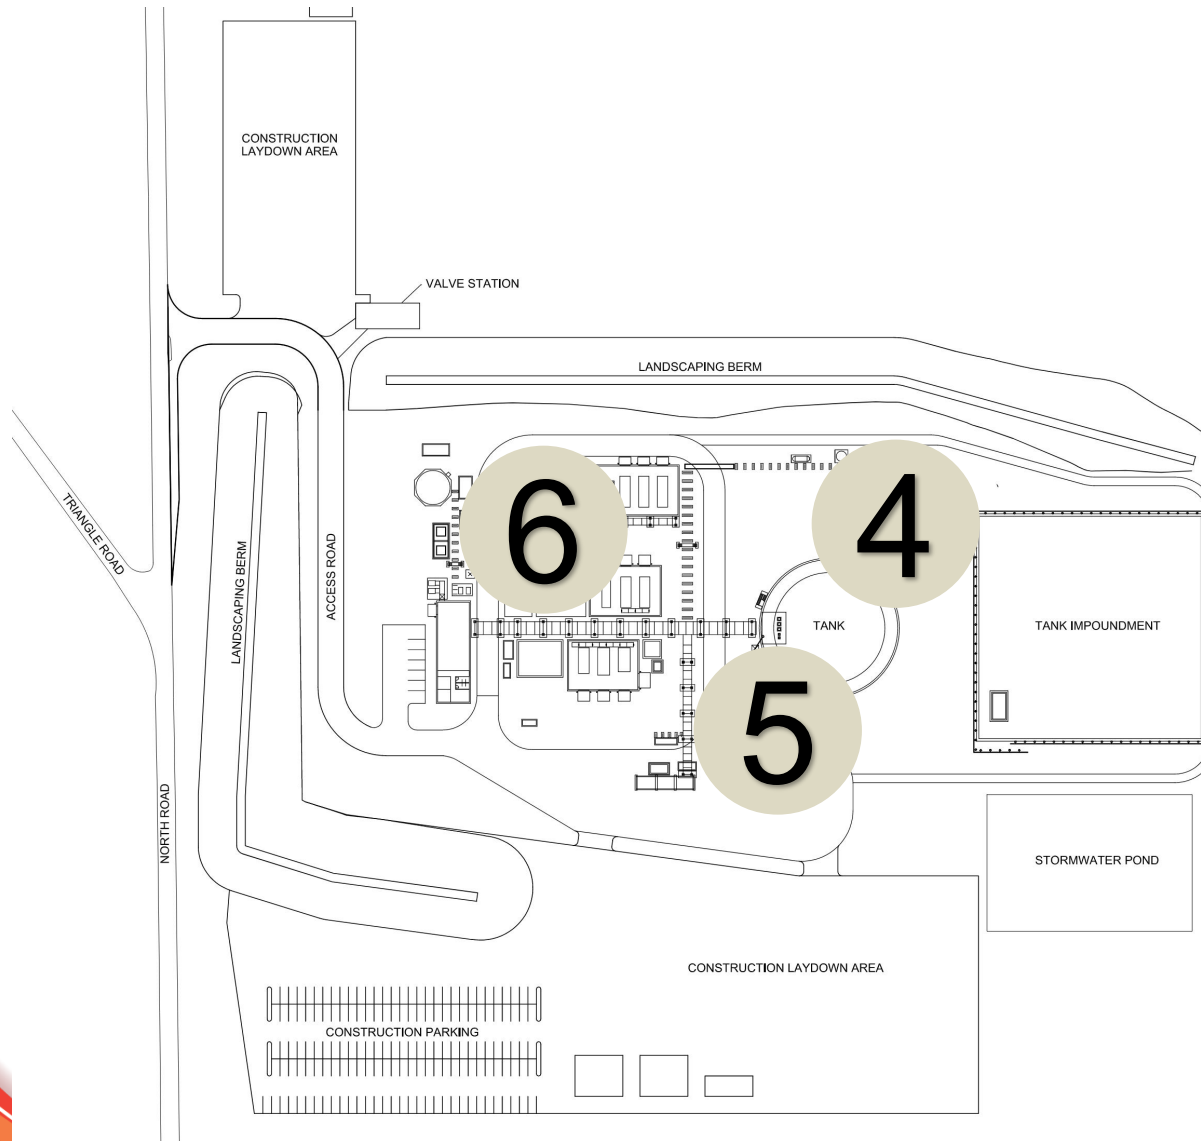 CONSTRUCTION
LAYDOWN AREA
VALVE STATION
LANDSCAPING BERM
TRIANGLE ROAD
LANDSCAPING BERM
ACCESS ROAD
6
4
TANK
TANK IMPOUNDMENT
5
NORTH ROAD
STORMWATER POND
CONSTRUCTION LAYDOWN AREA
CONSTRUCTION PARKING